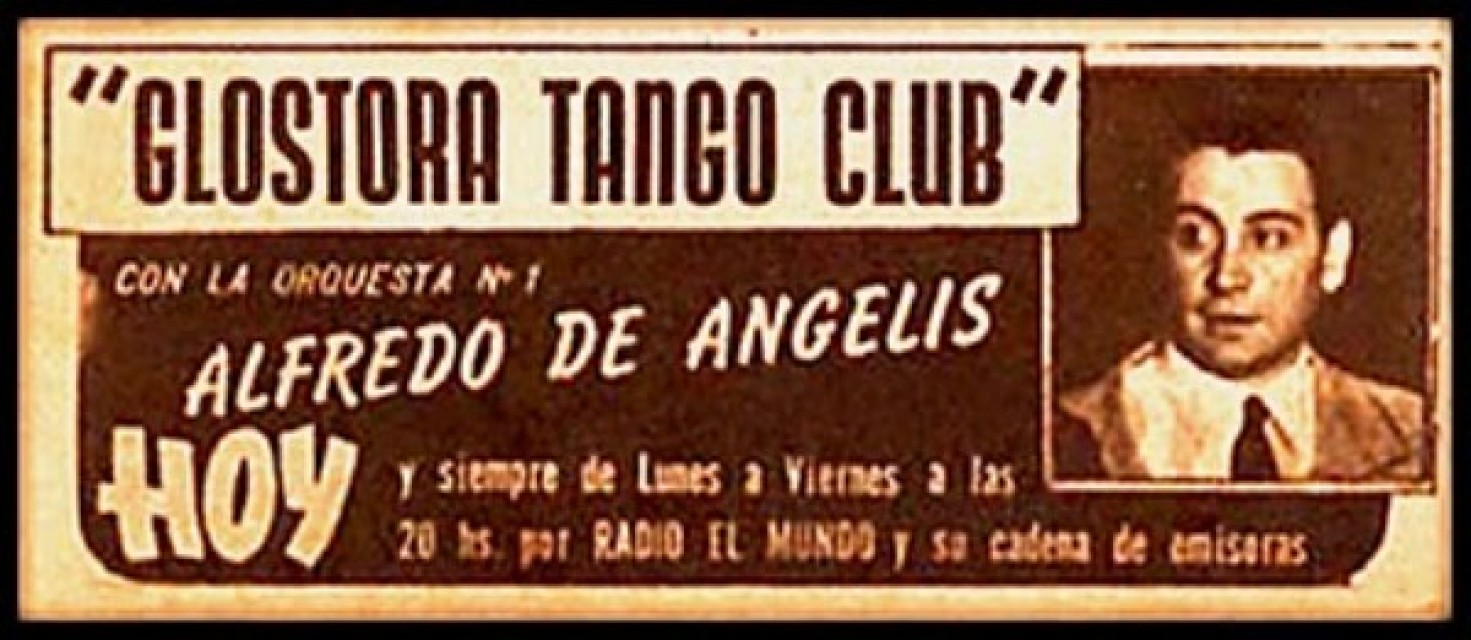 "GLOSTORA TANGO CLUB"
CON LA ORQUESTA Nº 1
ALFREDO DE ANGELIS
HOY
y siempre de Lunes a Viernes a las
20 hs. por RADIO EL MUNDO y su cadena de emisoras